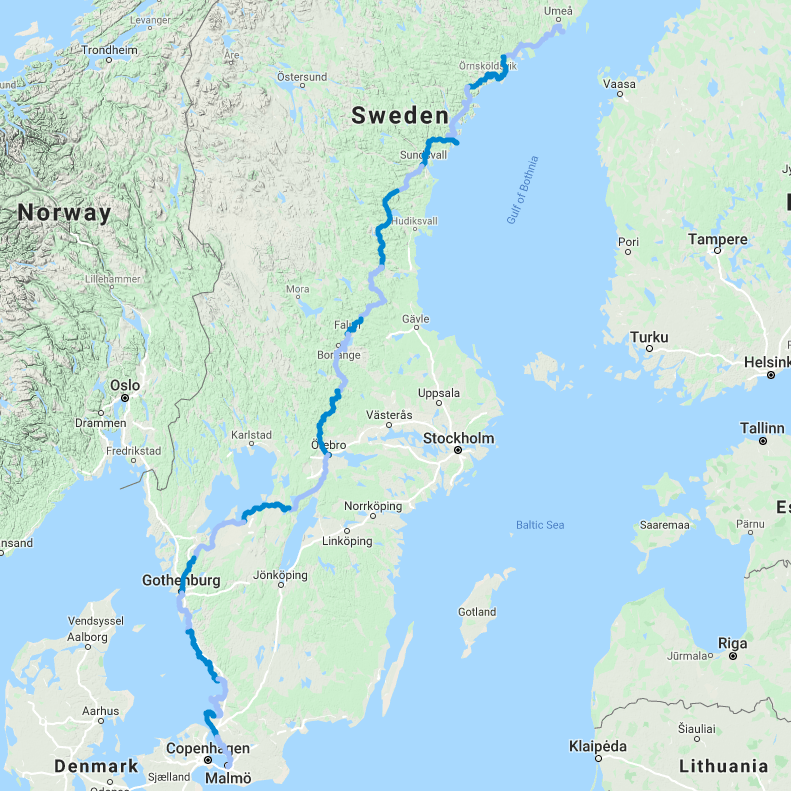 Umeå
Levanger
Trondheim
Åre
Örnsköldsvik
Östersund
Vaasa
Sweden
Sundsvall
Gulf of Bothnia
Norway
Hudiksvall
Pori
Tampere
Lillehammer
Mora
Falun
Gävle
Turku
Borlänge
Helsink
Oslo
Uppsala
Drammen
Västerås
Karlstad
Örebro
Stockholm
Tallinn
Fredrikstad
Norrköping
Es
Baltic Sea
Saaremaa
Pärnu
nsand
Linköping
Gothenburg
Jönköping
Vendsyssel
Gotland
Aalborg
Riga
Jūrmala
Aarhus
Šiauliai
Copenhagen
Klaipėda
Denmark
Sjælland
Malmö
Lithuania